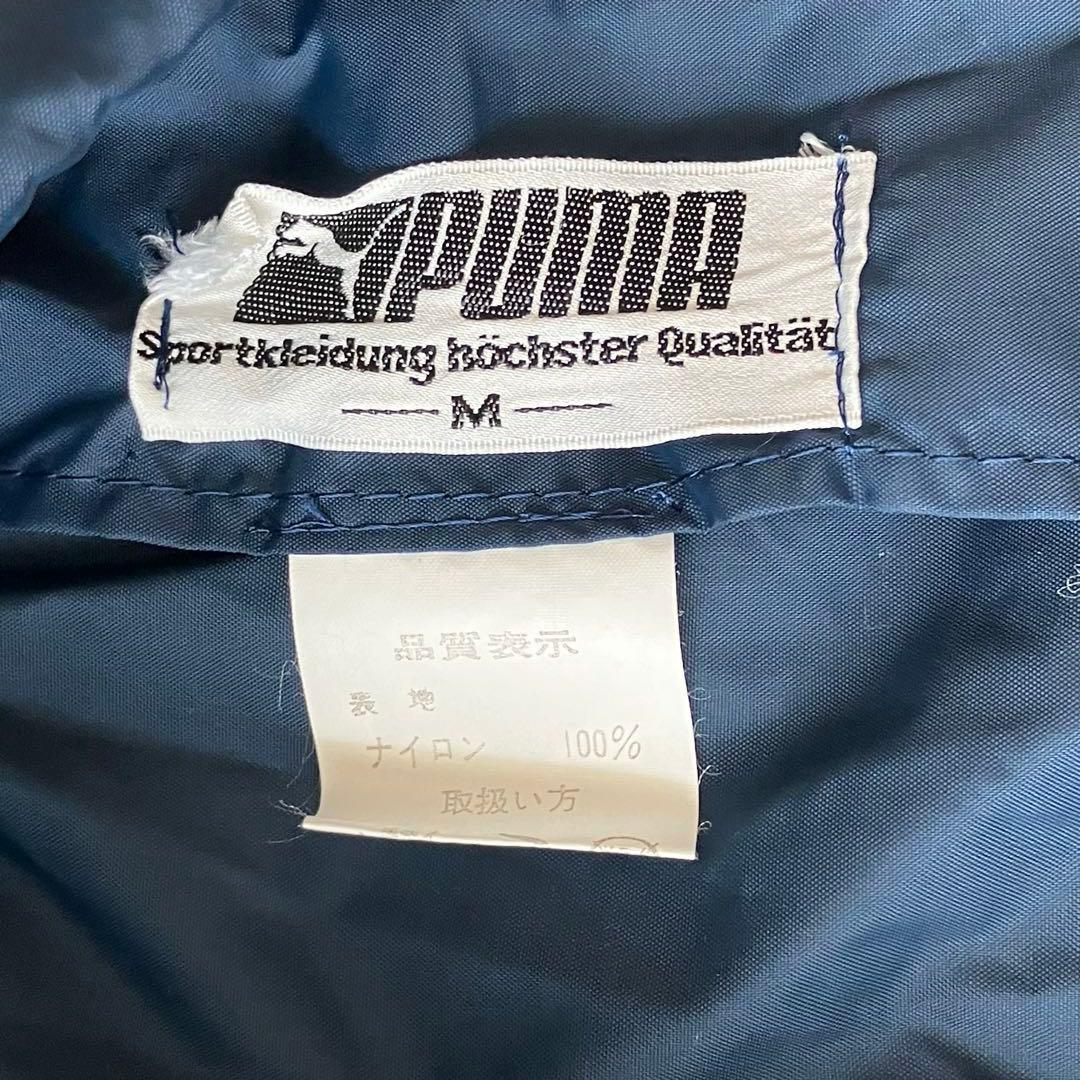 PUMA
Sportkleidung höchster Qualität
M
品質表示
表地
ナイロン 100%
取扱い方